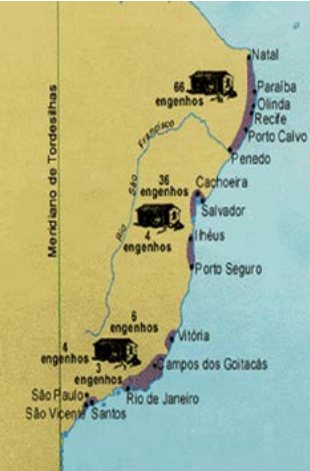 Natal
66
engenhos
Paraíba
Olinda
Recife
Porto Calvo
Francisco
Penedo
São
Rio
Meridiano de Tordesilhas
36
engenhos
Cachoeira
Salvador
4
engenhos
Ilhéus
Porto Seguro
6
engenhos
Vitória
4
engenhos
3
engenhos
Campos dos Goitacás
São Paulo
Rio de Janeiro
São Vicente
Santos